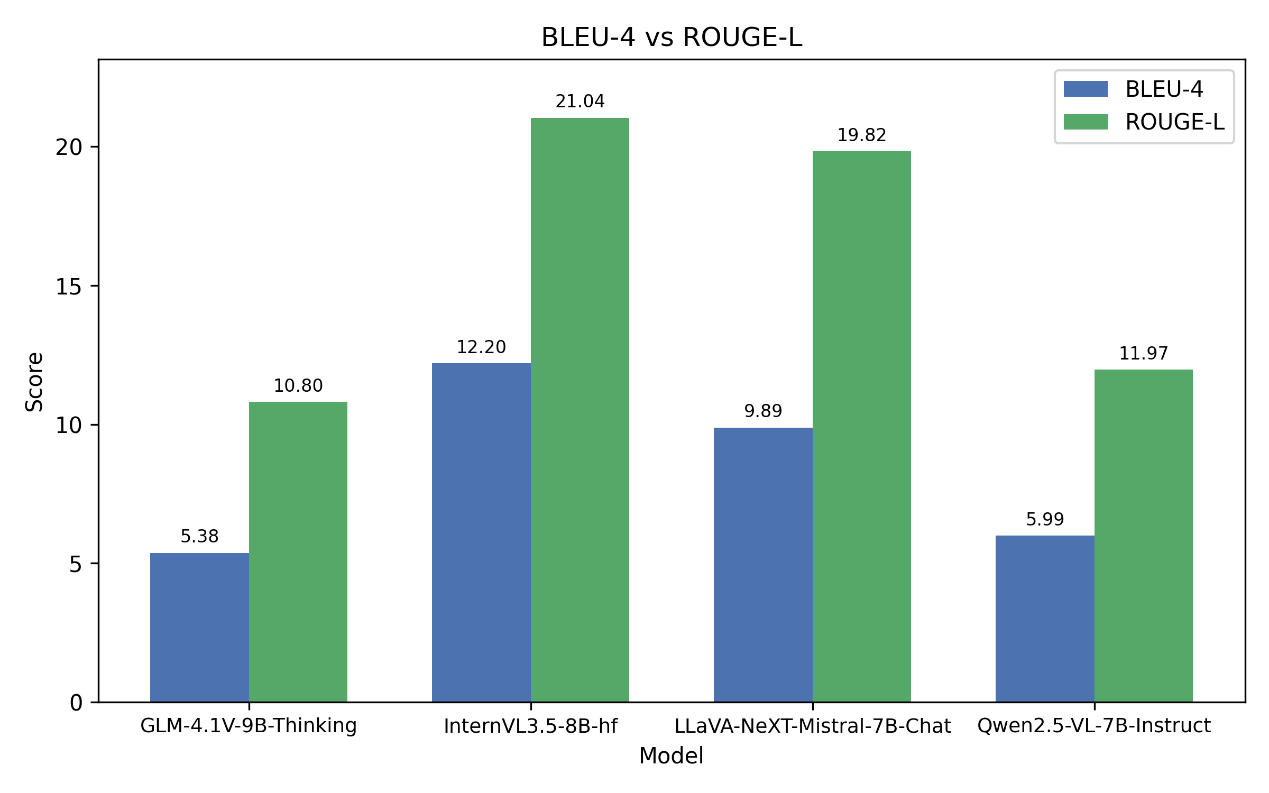 BLEU-4 vs ROUGE-L
BLEU-4
ROUGE-L
Score
20
15
10
5
0
5.38
10.80
12.20
21.04
9.89
19.82
5.99
11.97
GLM-4.1V-9B-Thinking
InternVL3.5-8B-hf
LLaVA-NeXT-Mistral-7B-Chat
Qwen2.5-VL-7B-Instruct
Model